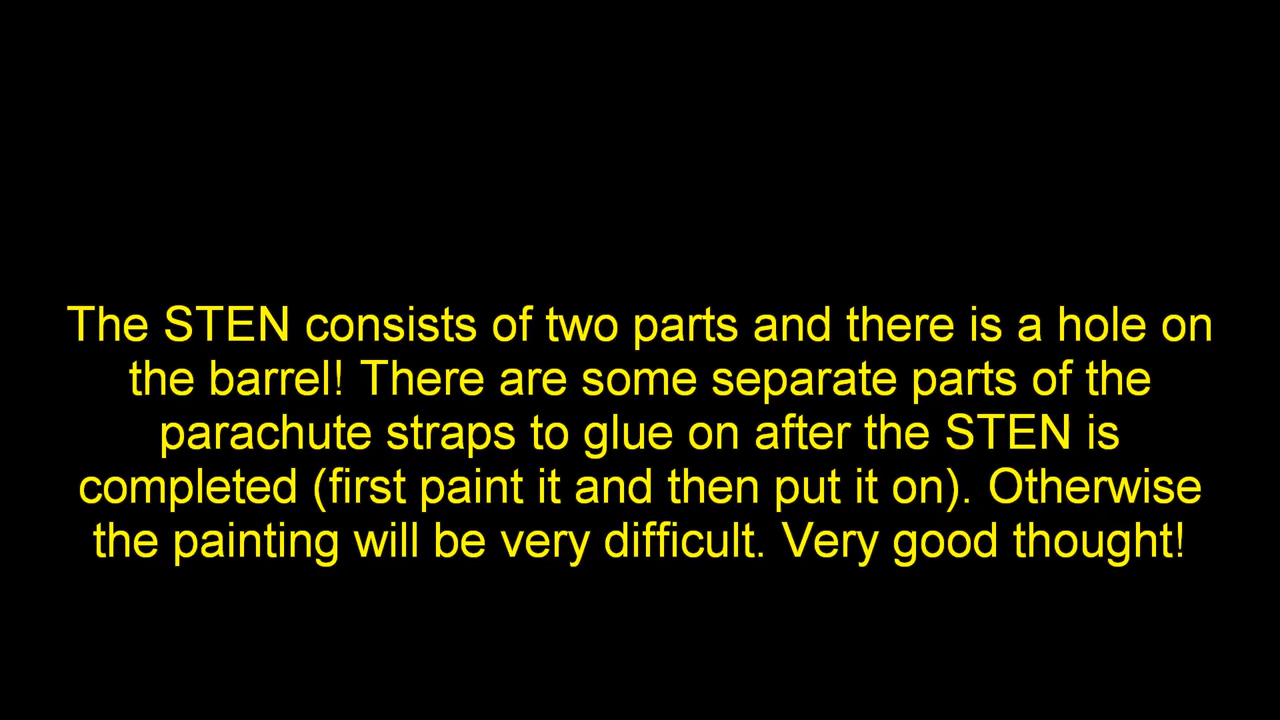 The STEN consists of two parts and there is a hole on
the barrel! There are some separate parts of the
parachute straps to glue on after the STEN is
completed (first paint it and then put it on). Otherwise
the painting will be very difficult. Very good thought!